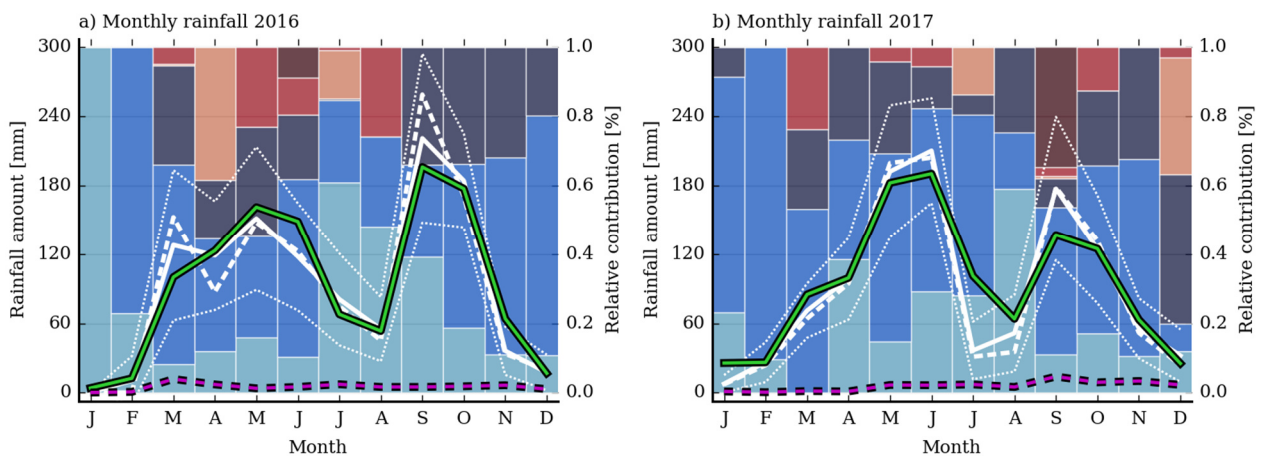 a) Monthly rainfall 2016
b) Monthly rainfall 2017
300
240
180
120
60
0
Rainfall amount [mm]
1.0
0.8
0.6
0.4
0.2
0.0
Relative contribution [%]
J F M A M J J A S O N D
Month
300
240
180
120
60
0
Rainfall amount [mm]
1.0
0.8
0.6
0.4
0.2
0.0
Relative contribution [%]
J F M A M J J A S O N D
Month